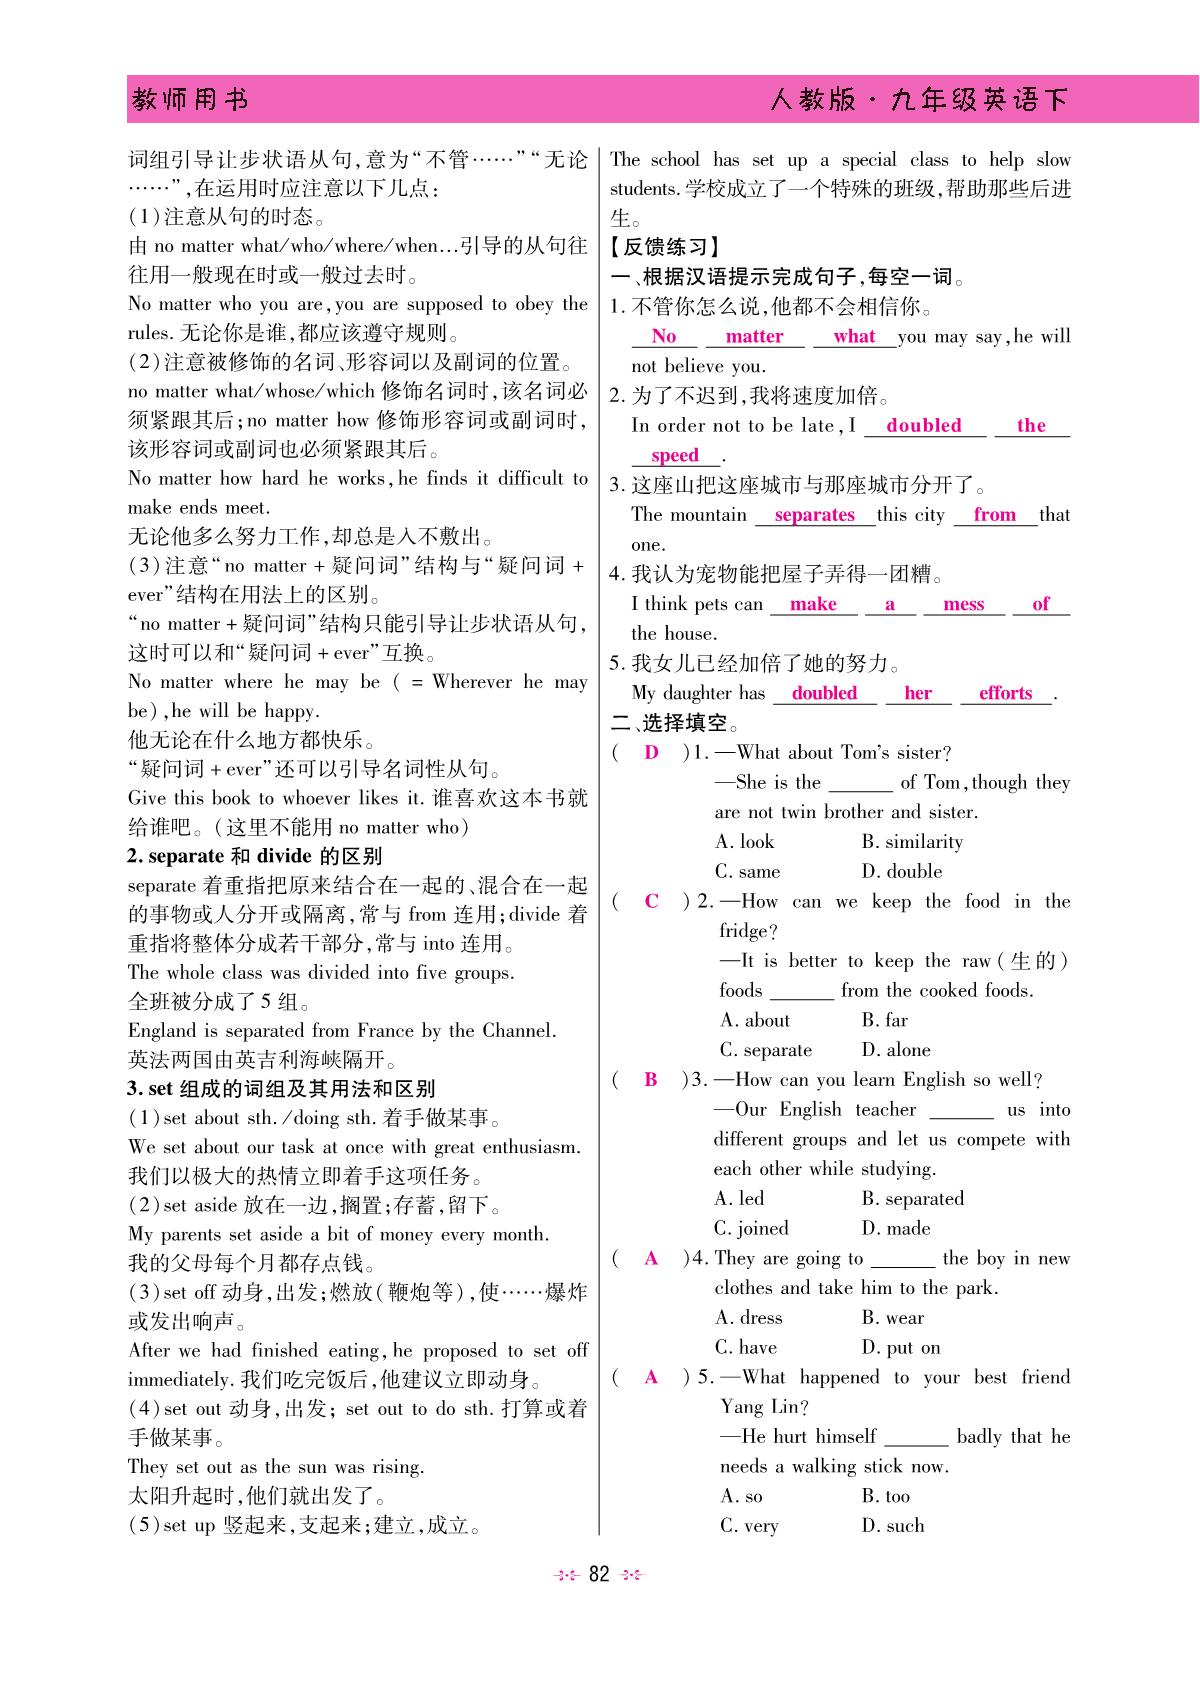 教师用书
人教版·九年级英语下
词组引导让步状语从句,意为“不管……”“无论
……”,在运用时应注意以下几点:
(1)注意从句的时态。
由 no matter what/who/where/when…引导的从句往
往用一般现在时或一般过去时。
No matter who you are,you are supposed to obey the
rules. 无论你是谁,都应该遵守规则。
(2)注意被修饰的名词、形容词以及副词的位置。
no matter what/whose/which 修饰名词时,该名词必
须紧跟其后;no matter how 修饰形容词或副词时,
该形容词或副词也必须紧跟其后。
No matter how hard he works,he finds it difficult to
make ends meet.
无论他多么努力工作,却总是入不敷出。
(3)注意“no matter + 疑问词”结构与“疑问词 +
ever”结构在用法上的区别。
“no matter + 疑问词”结构只能引导让步状语从句,
这时可以和“疑问词 + ever”互换。
No matter where he may be ( = Wherever he may
be),he will be happy.
他无论在什么地方都快乐。
“疑问词 + ever”还可以引导名词性从句。
Give this book to whoever likes it. 谁喜欢这本书就
给谁吧。(这里不能用 no matter who)
2. separate 和 divide 的区别
separate 着重指把原来结合在一起的、混合在一起
的事物或人分开或隔离,常与 from 连用;divide 着
重指将整体分成若干部分,常与 into 连用。
The whole class was divided into five groups.
全班被分成了 5 组。
England is separated from France by the Channel.
英法两国由英吉利海峡隔开。
3. set 组成的词组及其用法和区别
(1)set about sth. /doing sth. 着手做某事。
We set about our task at once with great enthusiasm.
我们以极大的热情立即着手这项任务。
(2)set aside 放在一边,搁置;存蓄,留下。
My parents set aside a bit of money every month.
我的父母每个月都存点钱。
(3)set off 动身,出发;燃放(鞭炮等),使……爆炸
或发出响声。
After we had finished eating,he proposed to set off
immediately. 我们吃完饭后,他建议立即动身。
(4)set out 动身,出发; set out to do sth. 打算或着
手做某事。
They set out as the sun was rising.
太阳升起时,他们就出发了。
(5)set up 竖起来,支起来;建立,成立。
The school has set up a special class to help slow
students. 学校成立了一个特殊的班级,帮助那些后进
生。
【反馈练习】
一、根据汉语提示完成句子,每空一词。
1. 不管你怎么说,他都不会相信你。
No matter what you may say,he will
not believe you.
2. 为了不迟到,我将速度加倍。
In order not to be late,I doubled the
speed .
3. 这座山把这座城市与那座城市分开了。
The mountain separates this city from that
one.
4. 我认为宠物能把屋子弄得一团糟。
I think pets can make a mess of
the house.
5. 我女儿已经加倍了她的努力。
My daughter has doubled her efforts .
二、选择填空。
( D )1. —What about Tom's sister?
—She is the ______ of Tom,though they
are not twin brother and sister.
A. look B. similarity
C. same D. double
( C )2. —How can we keep the food in the
fridge?
—It is better to keep the raw(生的)
foods ______ from the cooked foods.
A. about B. far
C. separate D. alone
( B )3. —How can you learn English so well?
—Our English teacher ______ us into
different groups and let us compete with
each other while studying.
A. led B. separated
C. joined D. made
( A )4. They are going to ______ the boy in new
clothes and take him to the park.
A. dress B. wear
C. have D. put on
( A )5. —What happened to your best friend
Yang Lin?
—He hurt himself ______ badly that he
needs a walking stick now.
A. so B. too
C. very D. such
82